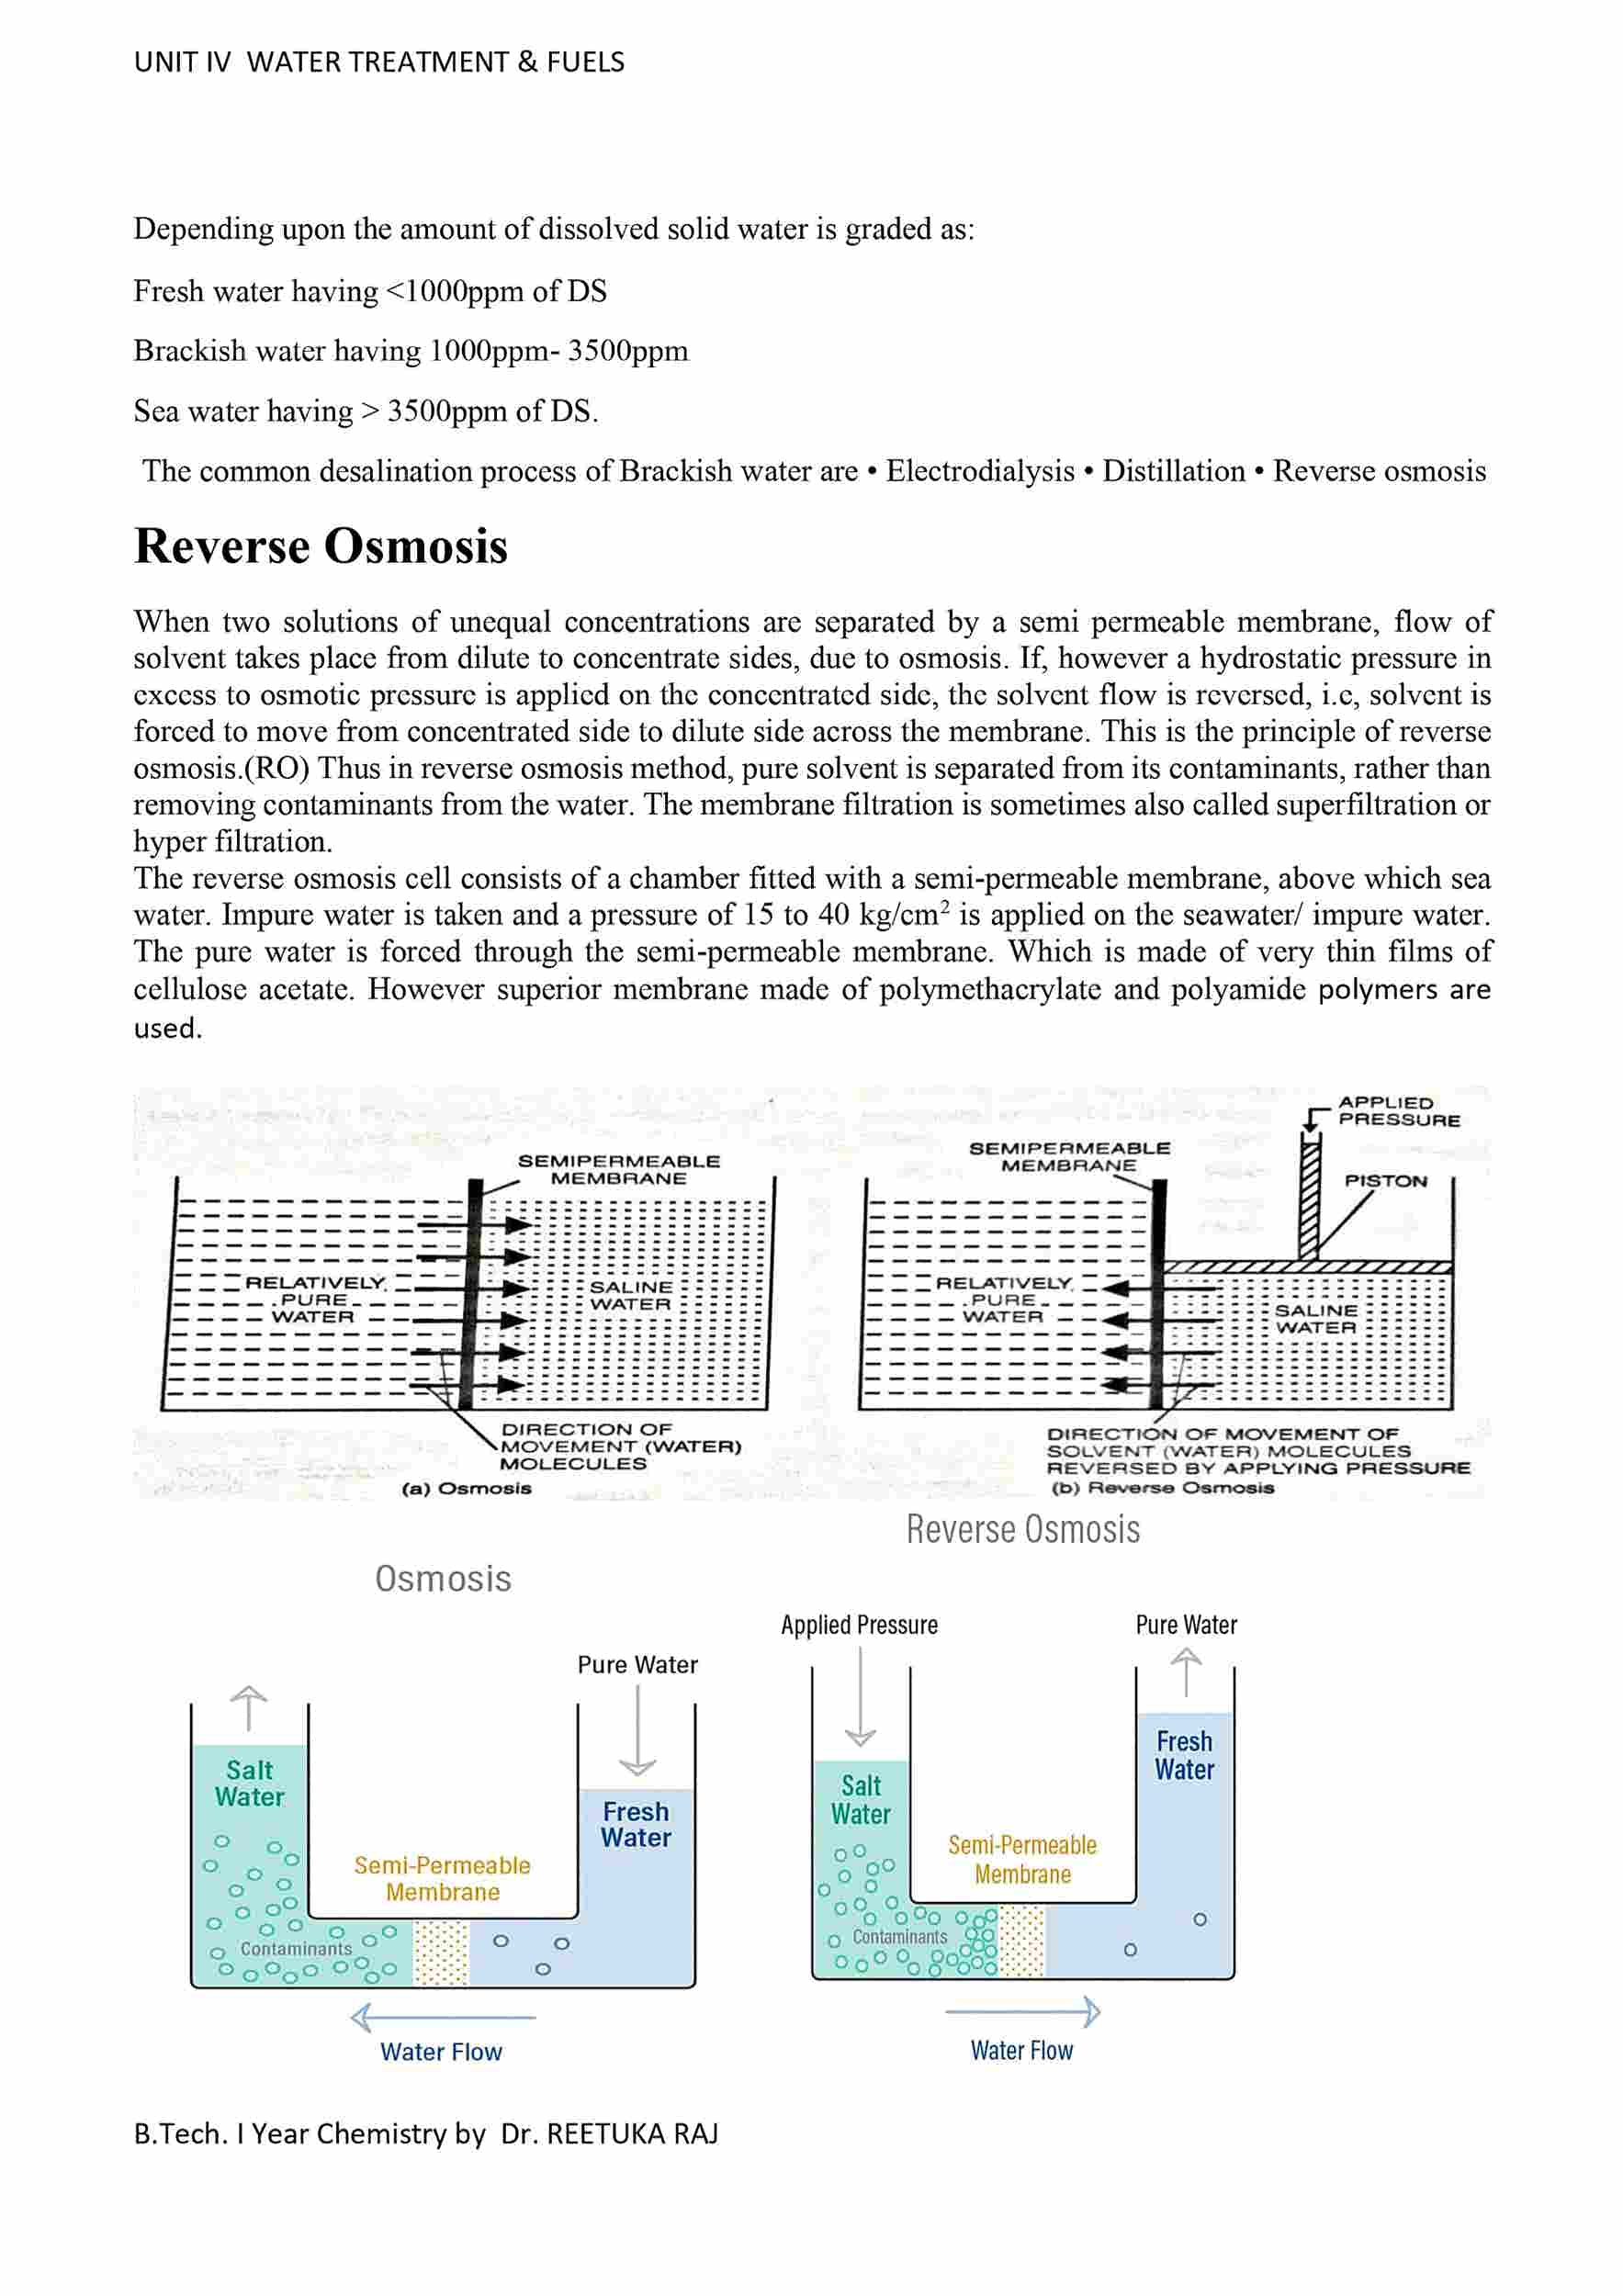 UNIT IV  WATER TREATMENT & FUELS
Depending upon the amount of dissolved solid water is graded as:
Fresh water having <1000ppm of DS
Brackish water having 1000ppm- 3500ppm
Sea water having > 3500ppm of DS.
The common desalination process of Brackish water are • Electrodialysis • Distillation • Reverse osmosis
Reverse Osmosis
When two solutions of unequal concentrations are separated by a semi permeable membrane, flow of
solvent takes place from dilute to concentrate sides, due to osmosis. If, however a hydrostatic pressure in
excess to osmotic pressure is applied on the concentrated side, the solvent flow is reversed, i.e, solvent is
forced to move from concentrated side to dilute side across the membrane. This is the principle of reverse
osmosis.(RO) Thus in reverse osmosis method, pure solvent is separated from its contaminants, rather than
removing contaminants from the water. The membrane filtration is sometimes also called superfiltration or
hyper filtration.
The reverse osmosis cell consists of a chamber fitted with a semi-permeable membrane, above which sea
water. Impure water is taken and a pressure of 15 to 40 kg/cm² is applied on the seawater/ impure water.
The pure water is forced through the semi-permeable membrane. Which is made of very thin films of
cellulose acetate. However superior membrane made of polymethacrylate and polyamide polymers are
used.
SEMIPERMEABLE
MEMBRANE
RELATIVELY
PURE
WATER
SALINE
WATER
DIRECTION OF
MOVEMENT (WATER)
MOLECULES
(a) Osmosis
APPLIED
PRESSURE
SEMIPERMEABLE
MEMBRANE
PISTON
RELATIVELY
PURE
WATER
SALINE
WATER
DIRECTION OF MOVEMENT OF
SOLVENT (WATER) MOLECULES
REVERSED BY APPLYING PRESSURE
(b) Reverse Osmosis
Osmosis
Pure Water
Salt
Water
Fresh
Water
Semi-Permeable
Membrane
Contaminants
Water Flow
Reverse Osmosis
Applied Pressure
Pure Water
Fresh
Water
Salt
Water
Semi-Permeable
Membrane
Contaminants
Water Flow
B.Tech. I Year Chemistry by  Dr. REETUKA RAJ